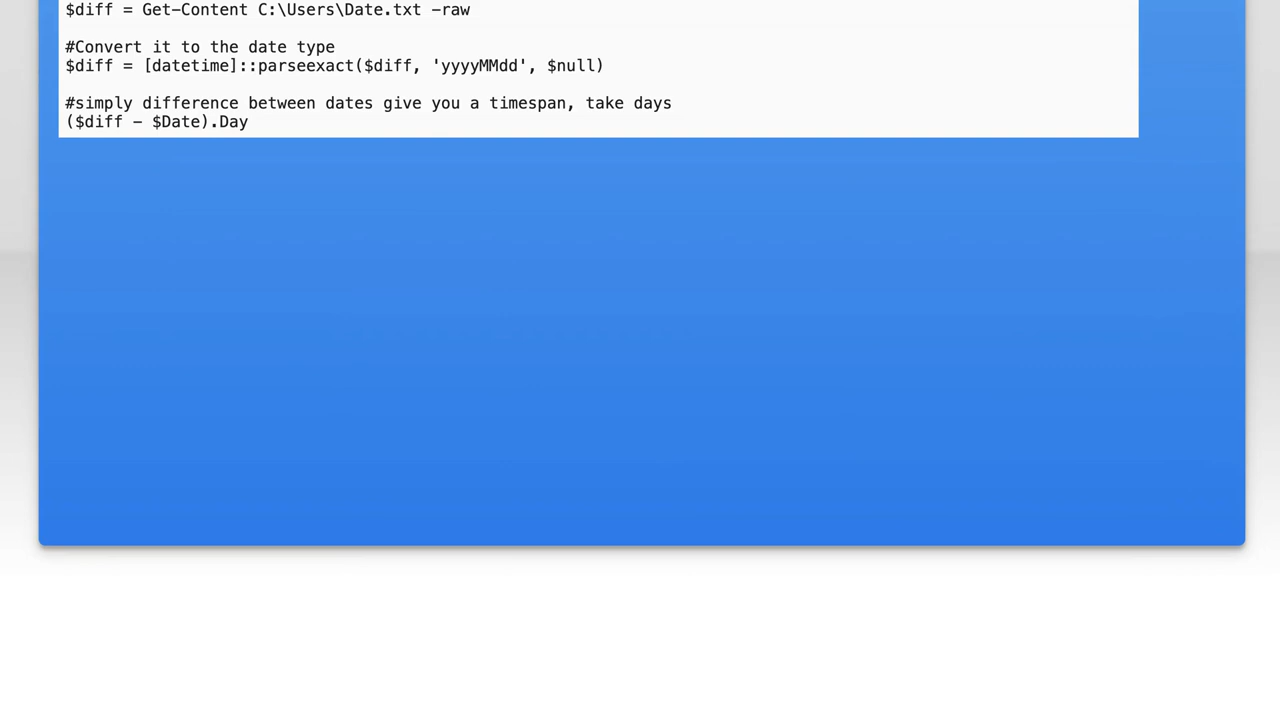 $diff = Get-Content C:\Users\Date.txt -raw
#Convert it to the date type
$diff = [datetime]::parseexact($diff, 'yyyyMMdd', $null)
#simply difference between dates give you a timespan, take days
($diff - $Date).Day